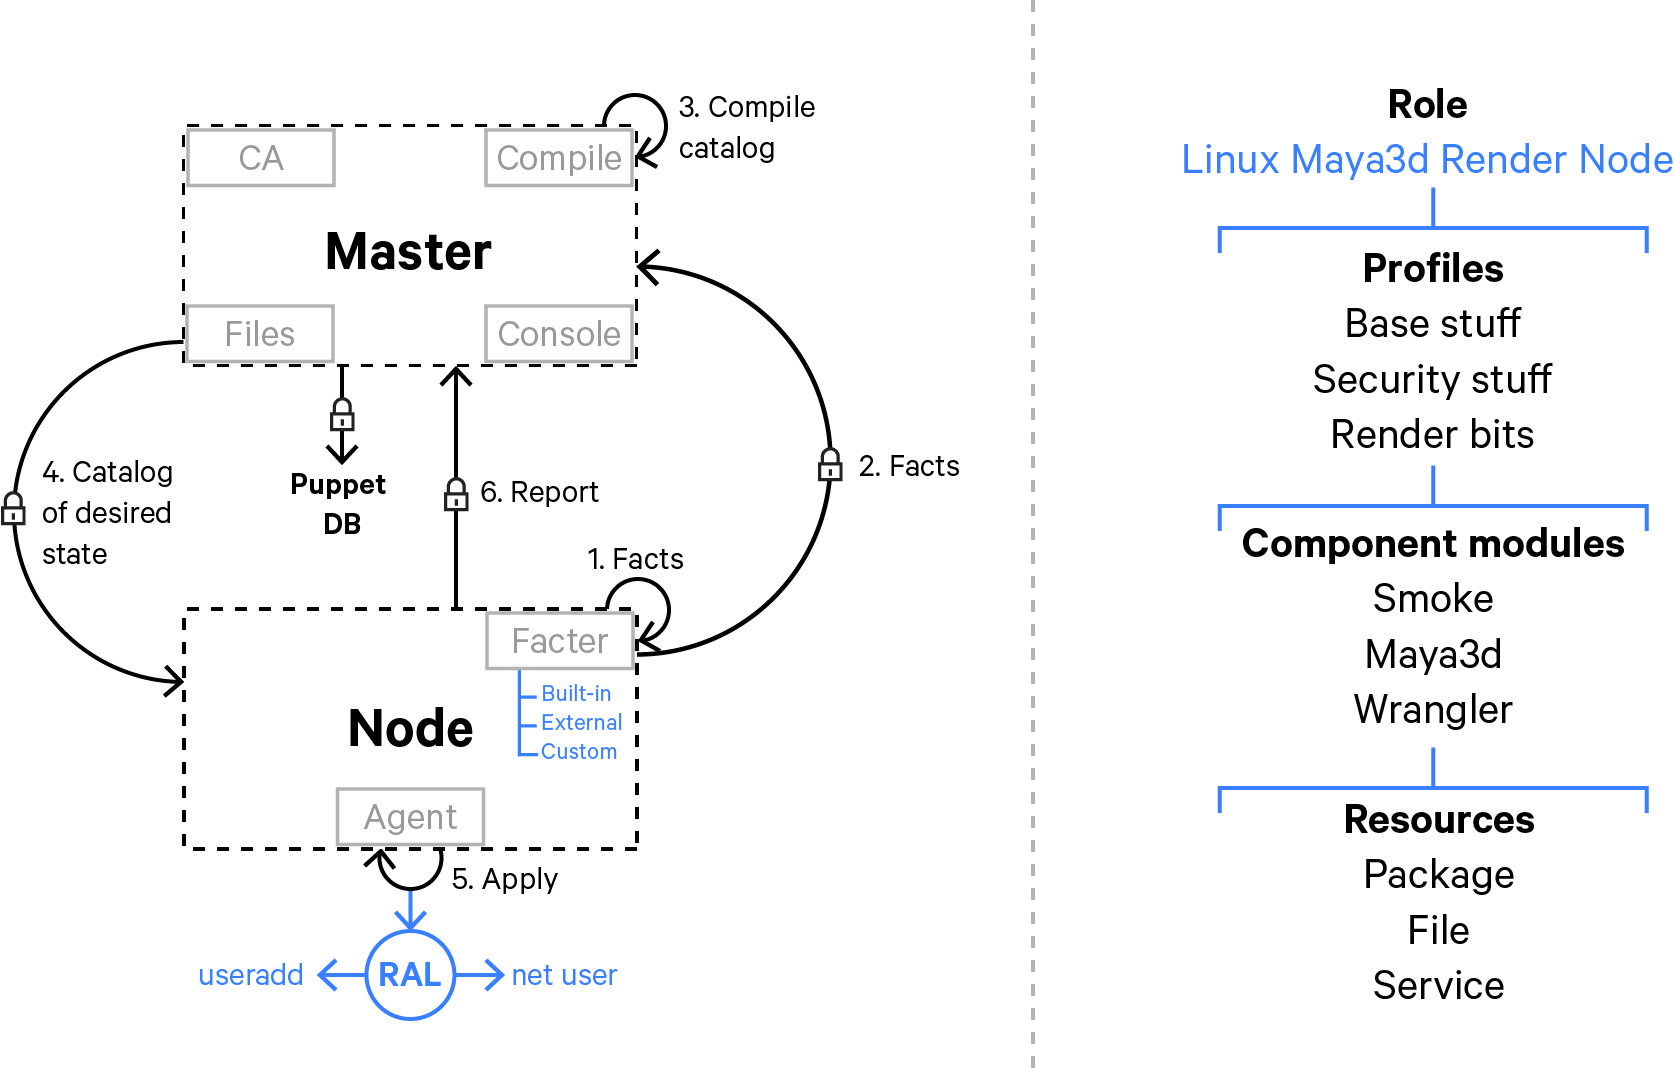 3. Compile
catalog
CA
Compile
Master
Files
Console
4. Catalog
of desired
state
Puppet
DB
6. Report
2. Facts
1. Facts
Facter
Built-in
External
Custom
Node
Agent
5. Apply
useradd
RAL
net user
Role
Linux Maya3d Render Node
Profiles
Base stuff
Security stuff
Render bits
Component modules
Smoke
Maya3d
Wrangler
Resources
Package
File
Service